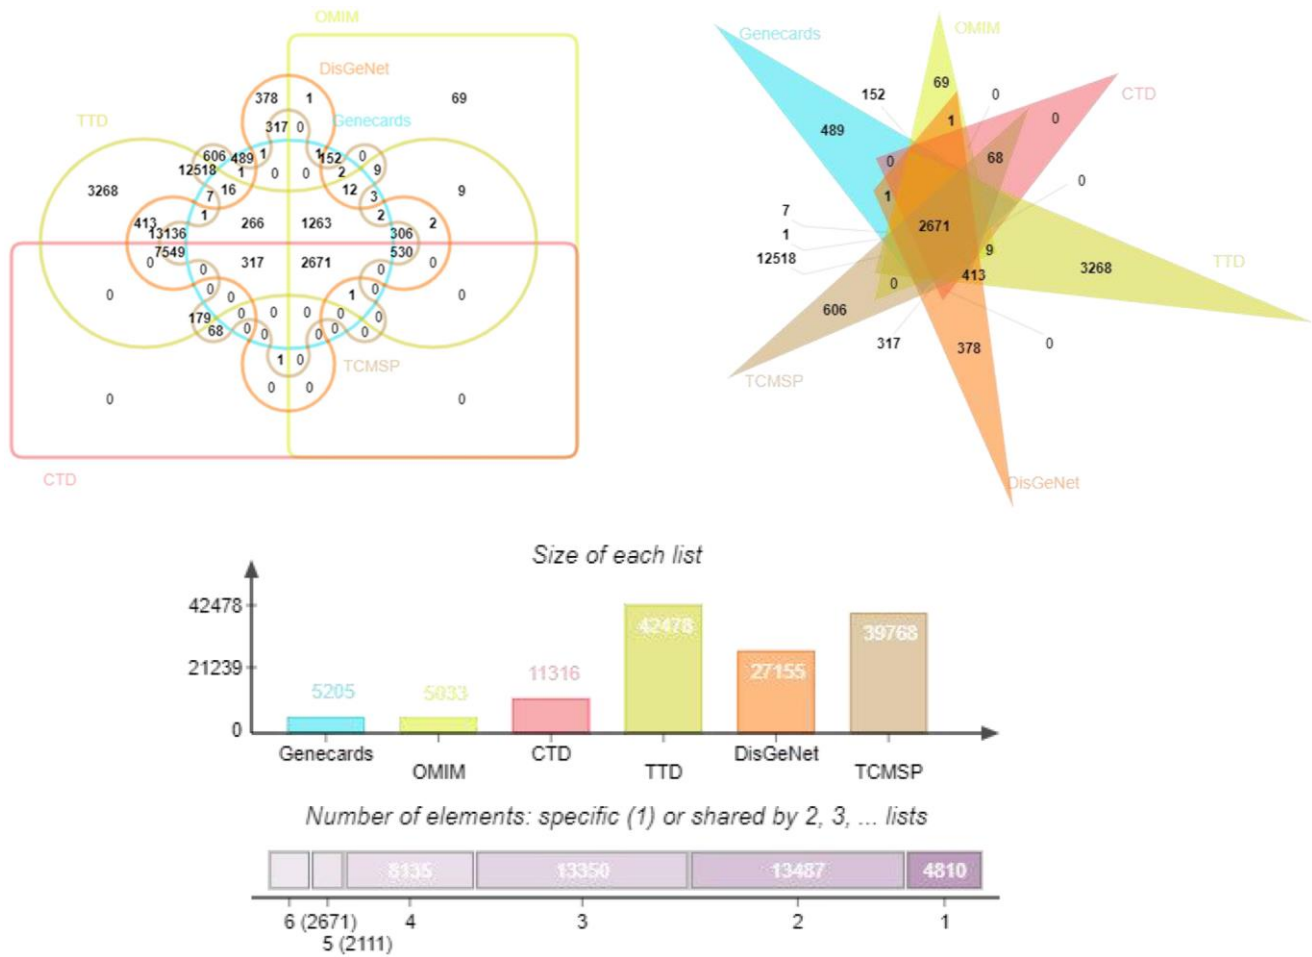 OMIM
DisGeNet
378 1
69
317 0
Genecards
TTD
606 489 1 1 152 0
12518 1 0 0 2 9
3268 16 12 9
7 3
1 2
413 266 1263 306 2
13136
7549 317 2671 530
0 0 0 0
0 0 0 1 0 0
179 0 0 0 0 0
68 0 0 0 0 0
1 0
TCMSP
0 0
0 0
CTD
Genecards
OMIM
152 69 0
CTD
489 1 0
0 68
1 0
7
1
2671
12518 9
413 3268
TTD
0
606
317 378 0
TCMSP
DisGeNet
Size of each list
42478
21239
0
5205 5033 11316 42478 27155 39768
Genecards OMIM CTD TTD DisGeNet TCMSP
Number of elements: specific (1) or shared by 2, 3, ... lists
8135 13350 13487 4810
6 (2671) 4 3 2 1
5 (2111)